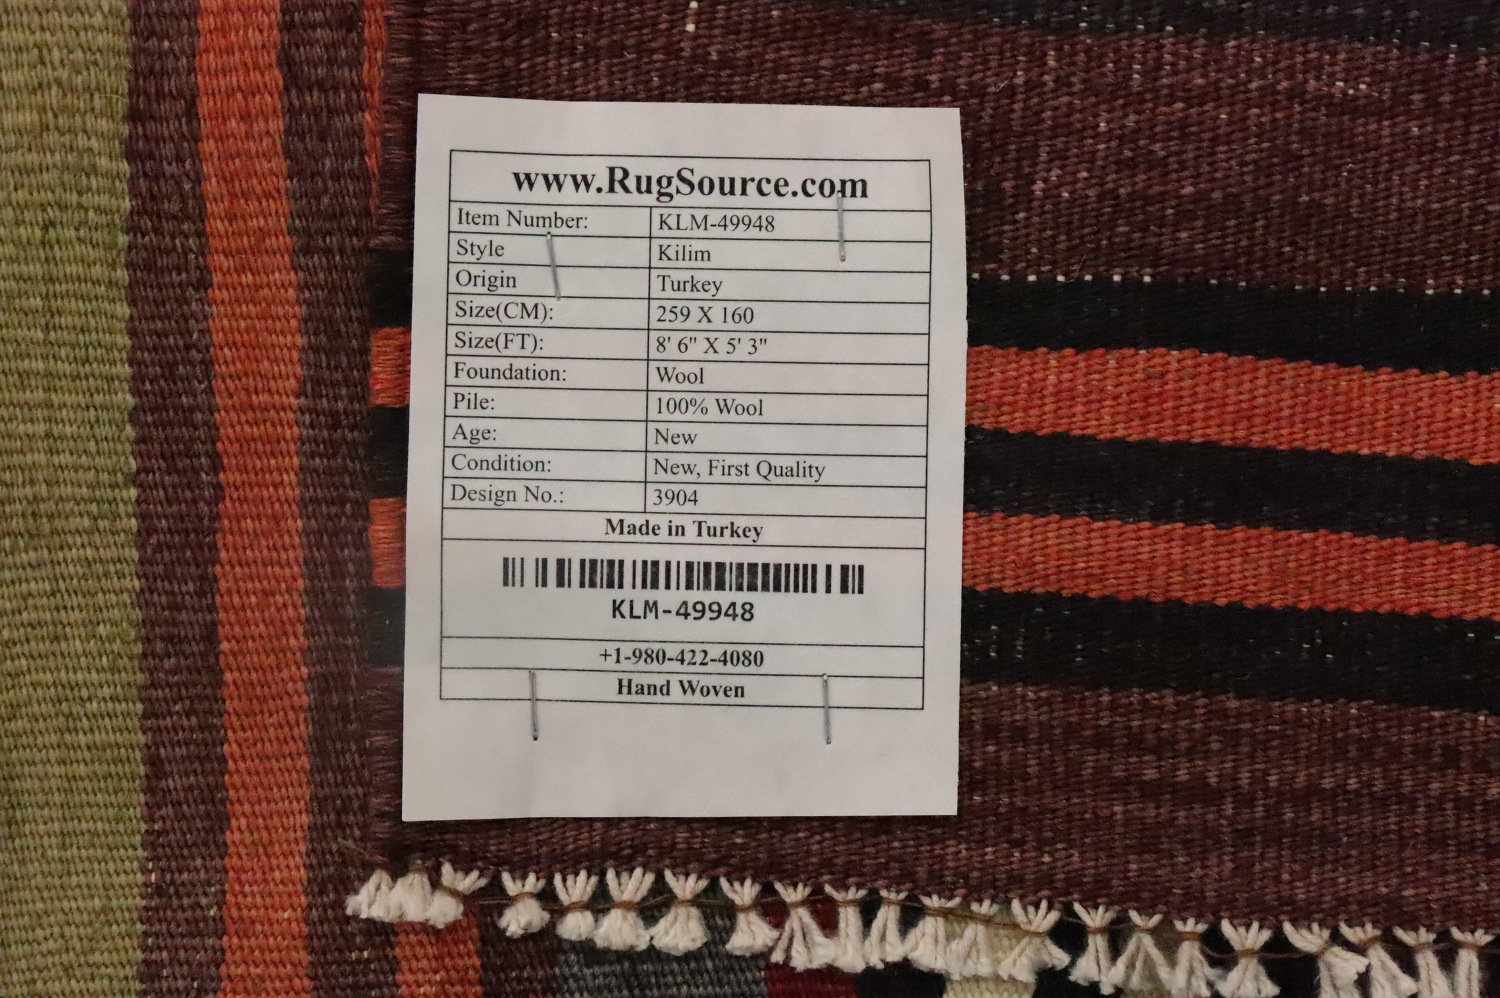 www.RugSource.com
Item Number: KLM-49948
Style Kilim
Origin Turkey
Size(CM): 259 X 160
Size(FT): 8' 6" X 5' 3"
Foundation: Wool
Pile: 100% Wool
Age: New
Condition: New, First Quality
Design No.: 3904
Made in Turkey
KLM-49948
+1-980-422-4080
Hand Woven